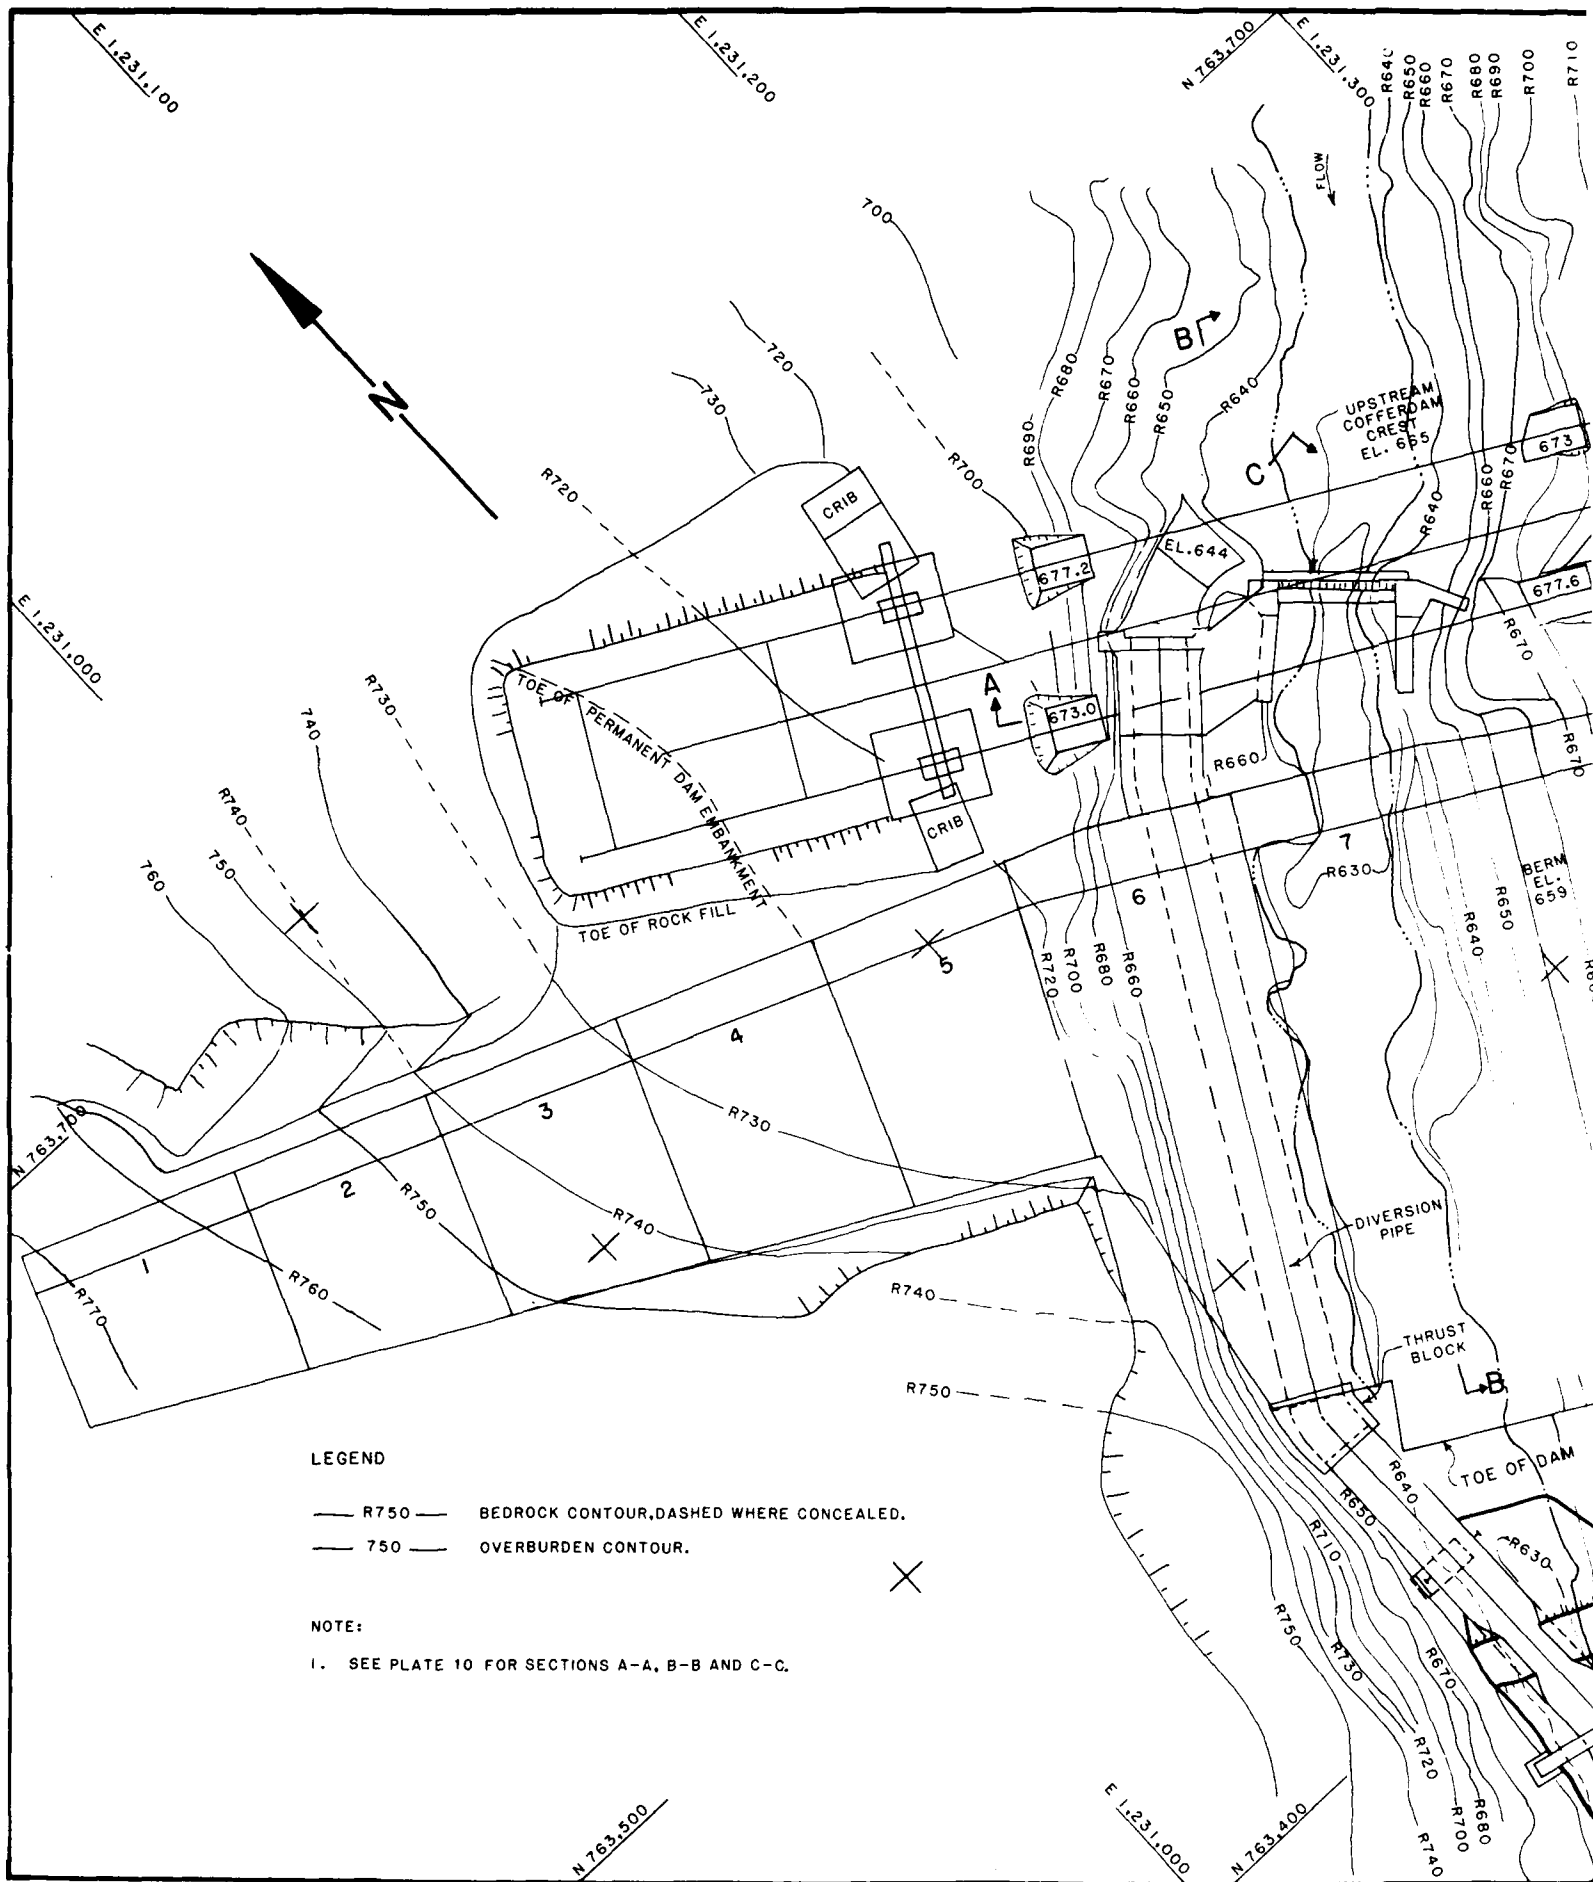 E 1,231,100
E 1,231,200
N 763,700
E 1,231,300
R640
R650
R660
R670
R680
R690
R700
R710
FLOW
700
720
730
B
R680
R670
R660
R650
R640
R690
R700
R720
UPSTREAM
COFFERDAM
CREST
EL. 665
C
673
R640
R660
R670
N
CRIB
EL.644
677.2
677.6
E 1,231,000
R730
740
TOE OF PERMANENT DAM EMBANKMENT
A
673.0
R670
R660
R670
R740
750
760
CRIB
TOE OF ROCK FILL
7
R630
6
BERM
EL.
659
R650
R640
5
R720
R700
R680
R660
4
3
R730
N 763,700
2
R750
R740
1
R760
R770
DIVERSION
PIPE
R740
R750
THRUST
BLOCK
B
TOE OF DAM
R640
R650
R630
R710
LEGEND
R750 BEDROCK CONTOUR,DASHED WHERE CONCEALED.
750 OVERBURDEN CONTOUR.
NOTE:
1. SEE PLATE 10 FOR SECTIONS A-A, B-B AND C-C.
R750
R730
R670
R720
R700
R680
R740
N 763,500
E 1,231,000
N 763,400